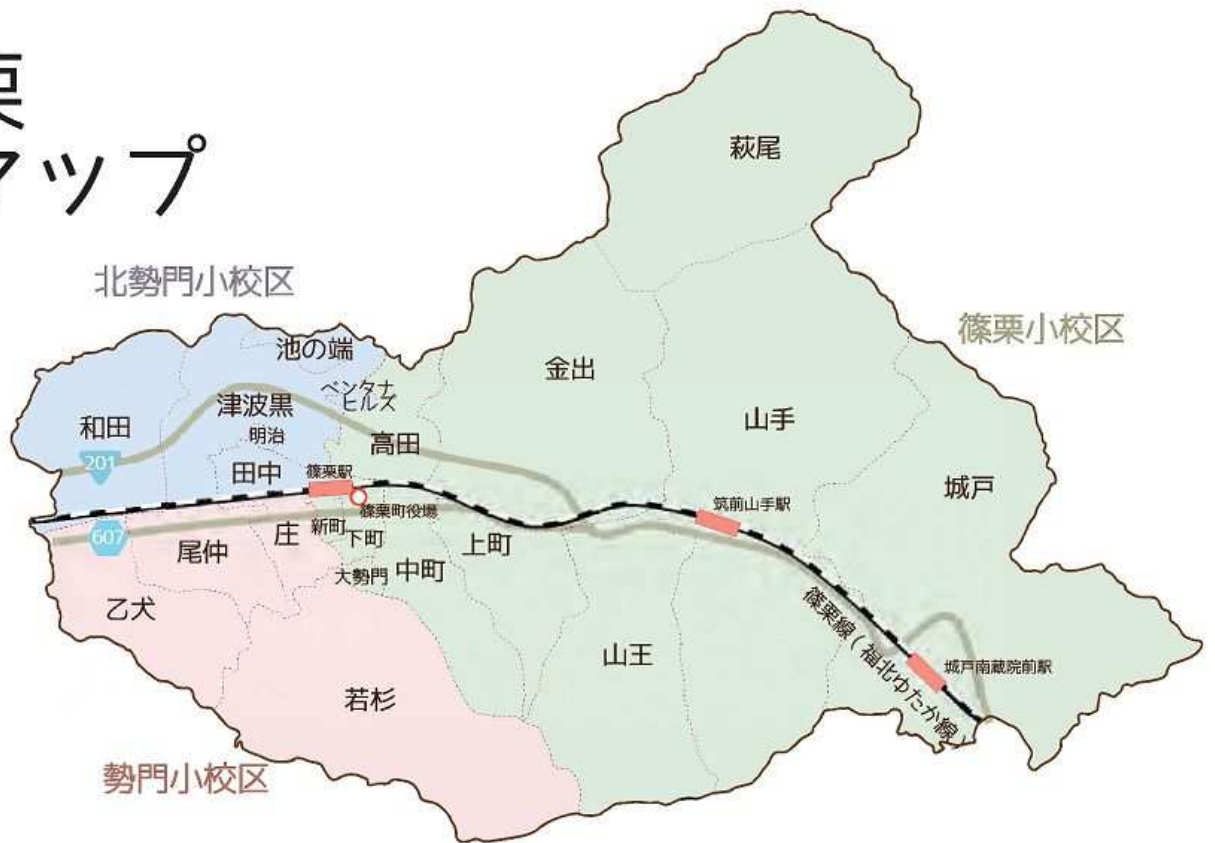 栗
マップ
萩尾
北勢門小校区
篠栗小校区
池の端
金出
ベンタナ
ヒルズ
津波黒
山手
和田
明治
高田
201
田中
篠栗駅
城戸
筑前山手駅
篠栗町役場
607
新町
庄
下町
上町
尾仲
大勢門
中町
乙犬
篠栗線(福北ゆたか線)
山王
城戸南蔵院前駅
若杉
勢門小校区